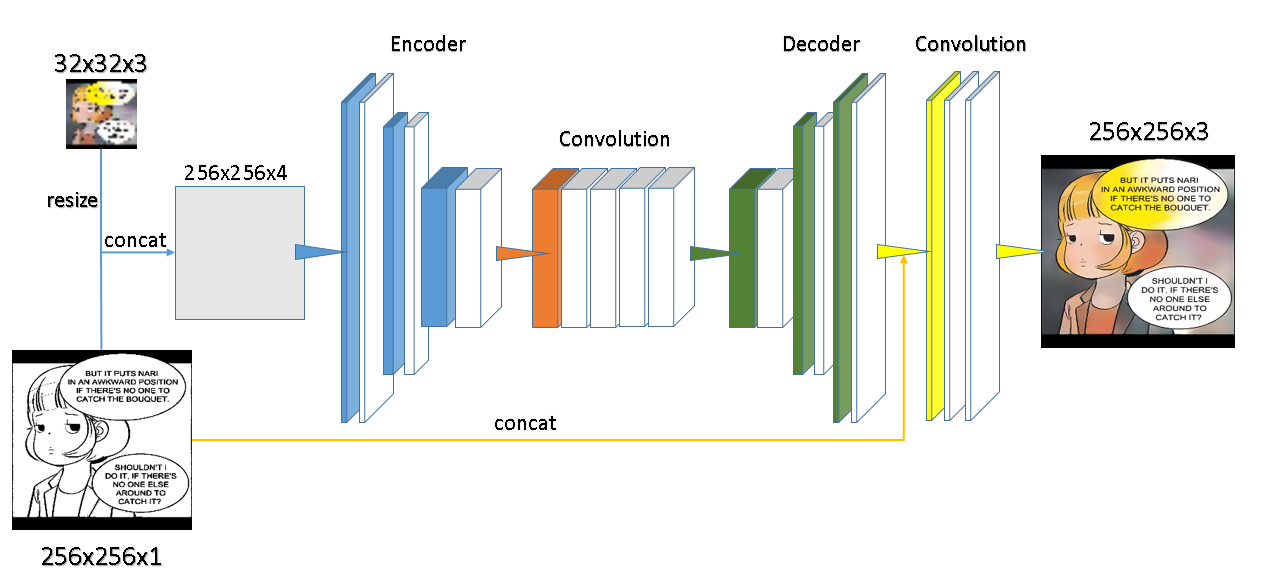 Encoder
Decoder
Convolution
32x32x3
Convolution
256x256x3
256x256x4
resize
concat
BUT IT PUTS NARI
IN AN AWKWARD POSITION
IF THERE'S NO ONE TO
CATCH THE BOUQUET.
SHOULDN'T I
DO IT, IF THERE'S
NO ONE ELSE
AROUND TO
CATCH IT?
BUT IT PUTS NARI
IN AN AWKWARD POSITION
IF THERE'S NO ONE TO
CATCH THE BOUQUET.
SHOULDN'T I
DO IT, IF THERE'S
NO ONE ELSE
AROUND TO
CATCH IT?
concat
256x256x1